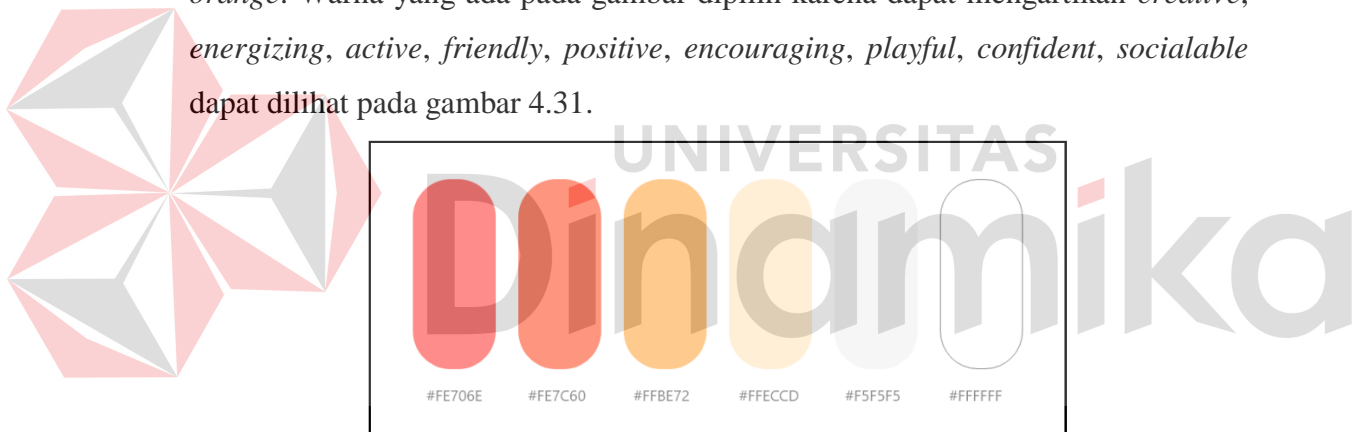 orange. Warna yang ada pada gambar dipilih karena dapat mengartikan creative,
energizing, active, friendly, positive, encouraging, playful, confident, socialable
dapat dilihat pada gambar 4.31.
UNIVERSITAS
Dinamika
#FE706E #FE7C60 #FFBE72 #FFECCD #F5F5F5 #FFFFFF